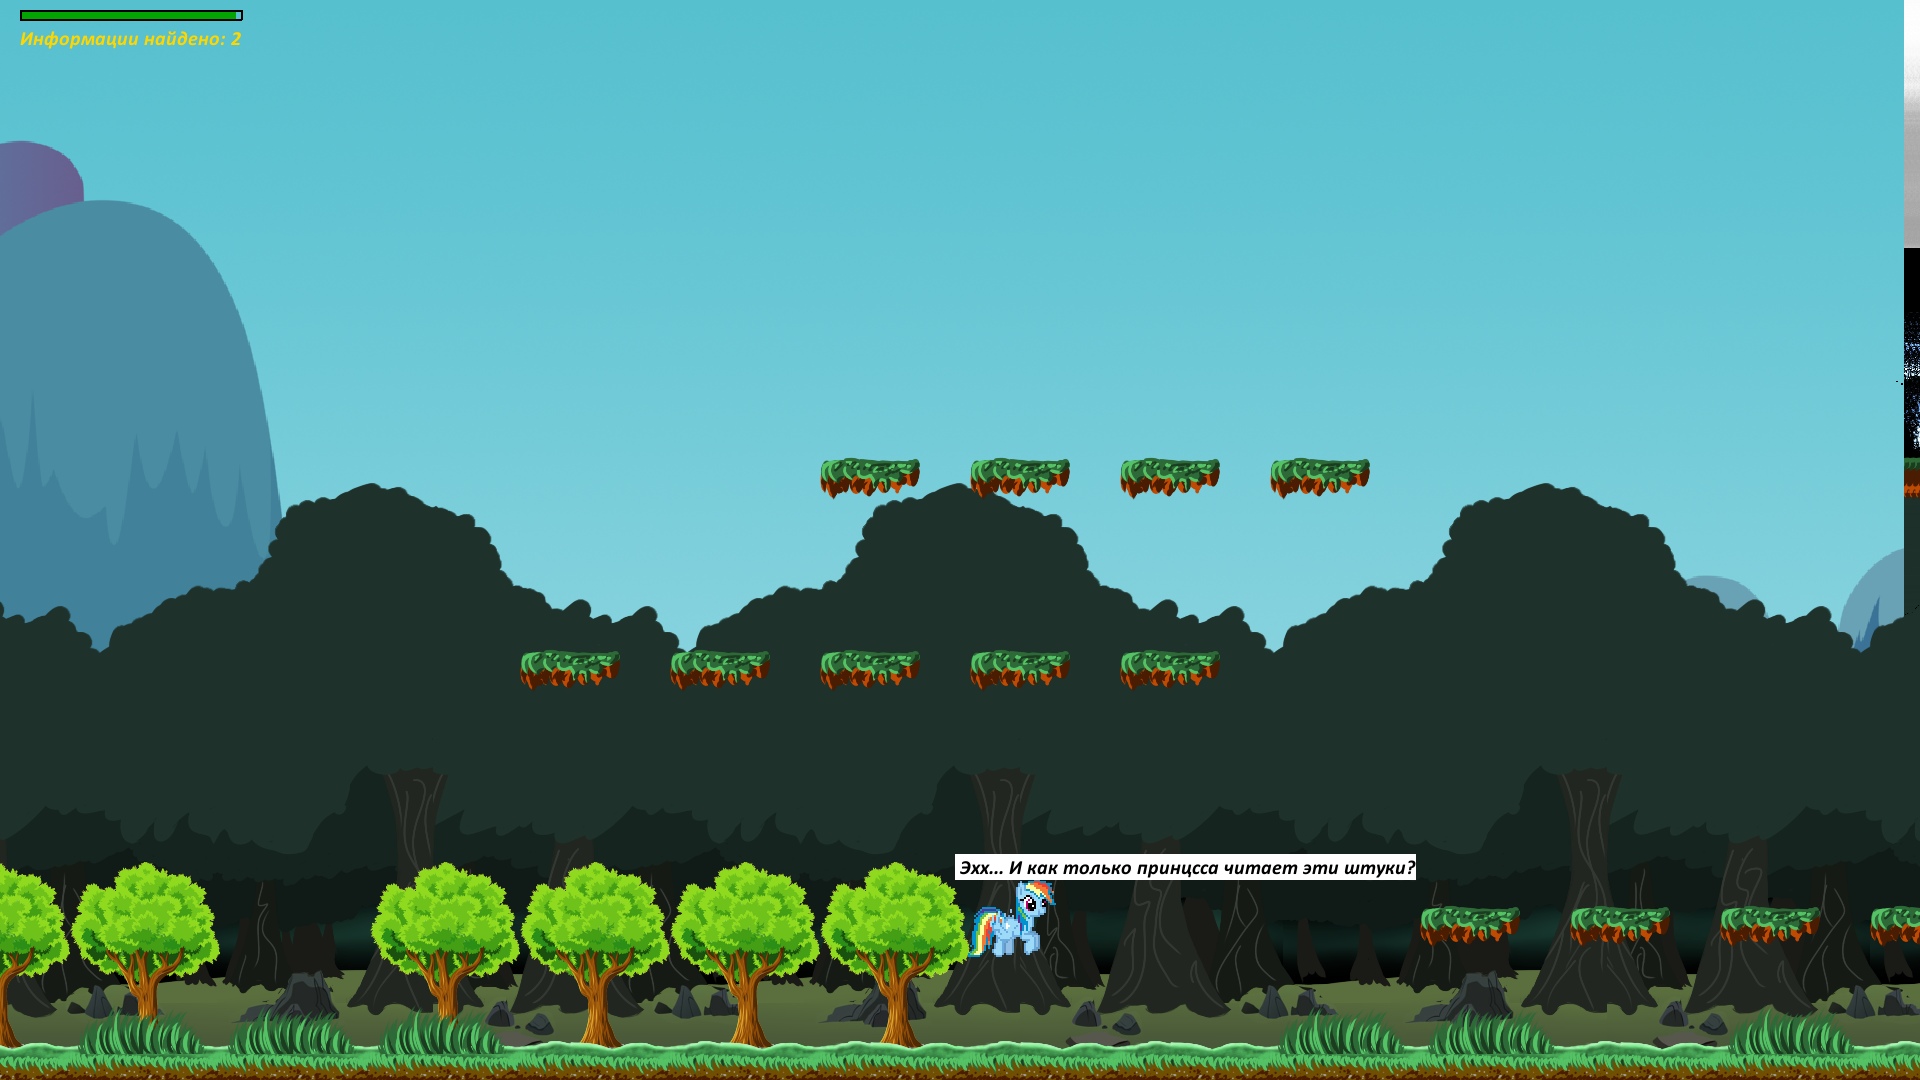 Информации найдено: 2
Эхх... И как только принцсса читает эти штуки?